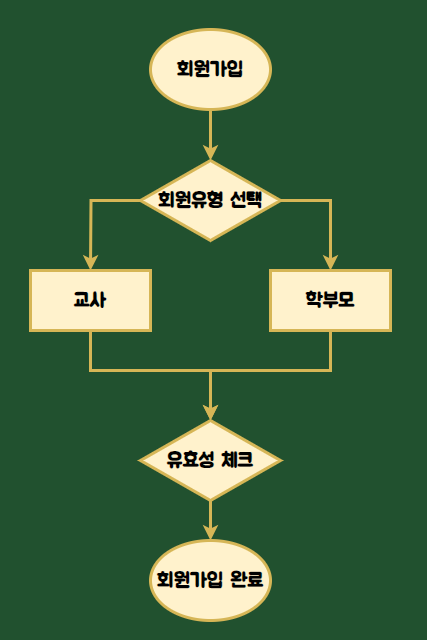 회원가입
회원유형 선택
교사
학부모
유효성 체크
회원가입 완료